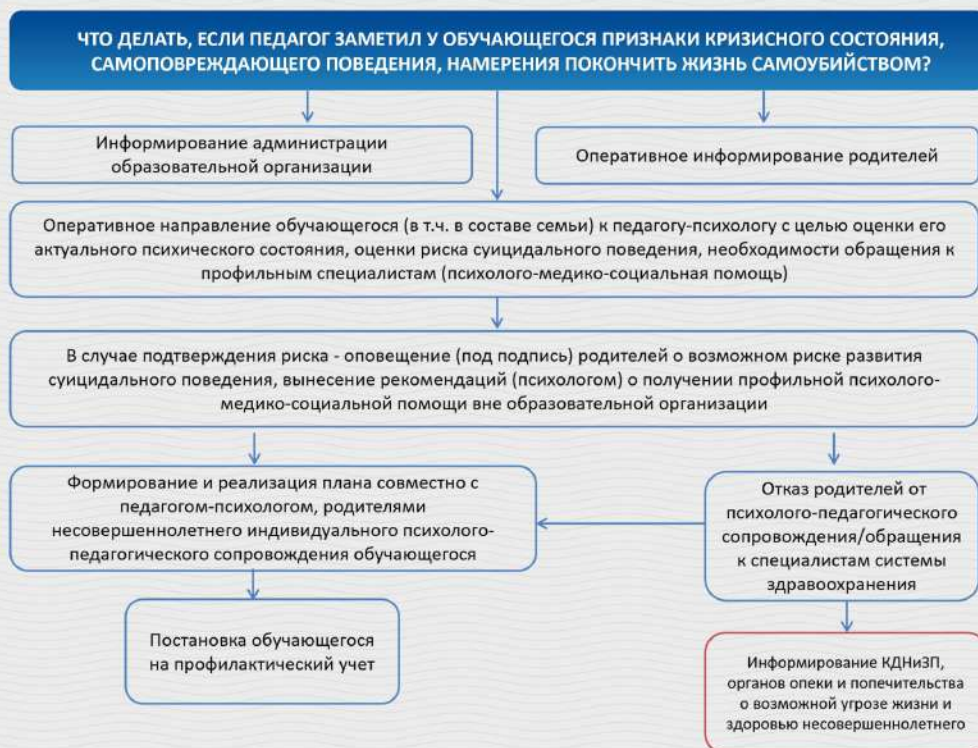 ЧТО ДЕЛАТЬ, ЕСЛИ ПЕДАГОГ ЗАМЕТИЛ У ОБУЧАЮЩЕГОСЯ ПРИЗНАКИ КРИЗИСНОГО СОСТОЯНИЯ,
САМОПОВРЕЖДАЮЩЕГО ПОВЕДЕНИЯ, НАМЕРЕНИЯ ПОКОНЧИТЬ ЖИЗНЬ САМОУБИЙСТВОМ?
Информирование администрации
образовательной организации
Оперативное информирование родителей
Оперативное направление обучающегося (в т.ч. в составе семьи) к педагогу-психологу с целью оценки его
актуального психического состояния, оценки риска суицидального поведения, необходимости обращения к
профильным специалистам (психолого-медико-социальная помощь)
В случае подтверждения риска - оповещение (под подпись) родителей о возможном риске развития
суицидального поведения, вынесение рекомендаций (психологом) о получении профильной психолого-
медико-социальной помощи вне образовательной организации
Формирование и реализация плана совместно с
педагогом-психологом, родителями
несовершеннолетнего индивидуального психолого-
педагогического сопровождения обучающегося
Отказ родителей от
психолого-педагогического
сопровождения/обращения
к специалистам системы
здравоохранения
Постановка обучающегося
на профилактический учет
Информирование КДНиЗП,
органов опеки и попечительства
о возможной угрозе жизни и
здоровью несовершеннолетнего